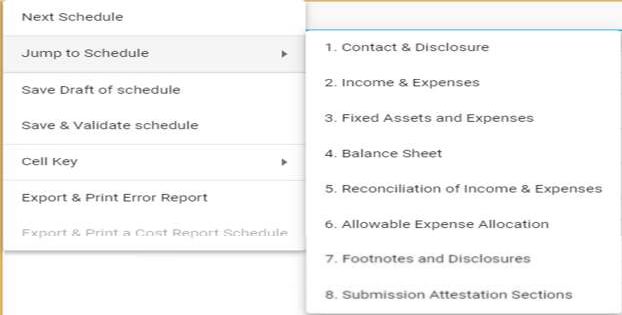 Next Schedule
Jump to Schedule
Save Draft of schedule
Save & Validate schedule
Cell Key
Export & Print Error Report
Export & Print a Cost Report Schedule
1. Contact & Disclosure
2. Income & Expenses
3. Fixed Assets and Expenses
4. Balance Sheet
5. Reconciliation of Income & Expenses
6. Allowable Expense Allocation
7. Footnotes and Disclosures
8. Submission Attestation Sections